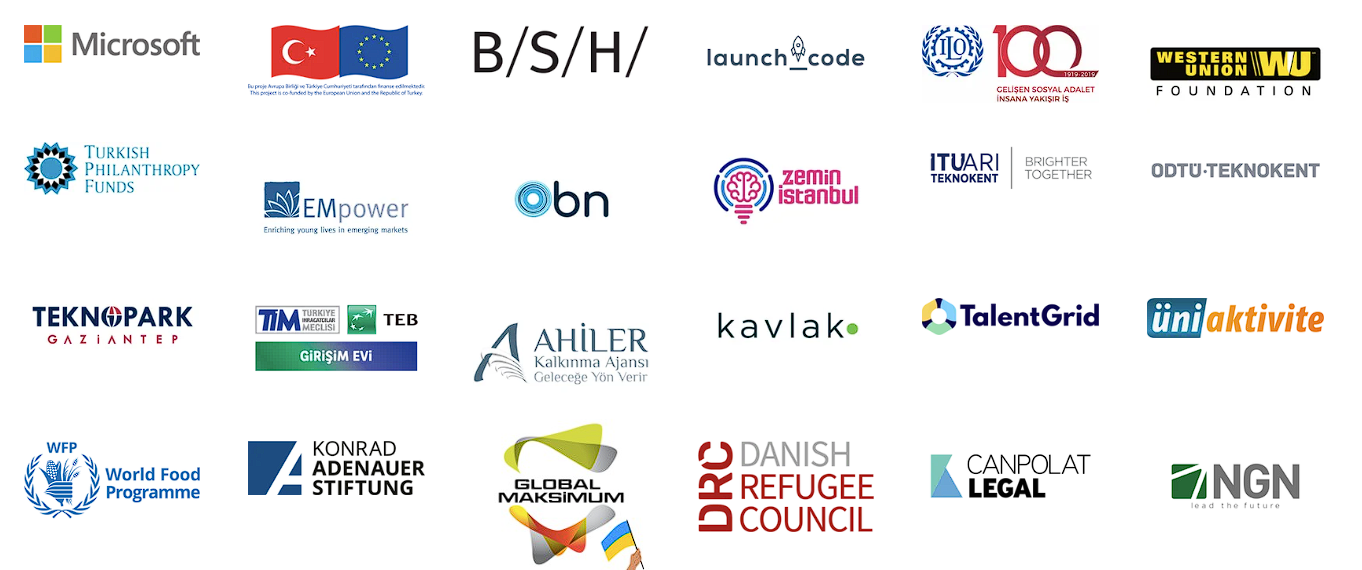 Microsoft
Bu proje Avrupa Birliği ve Türkiye Cumhuriyeti tarafından finanse edilmektedir.
This project is co-funded by the European Union and the Republic of Turkey.
B/S/H/
launch_code
ILO
100
1919-2019
GELİŞEN SOSYAL ADALET
İNSANA YAKIŞIR İŞ
WESTERN
UNION WU
FOUNDATION
TURKISH
PHILANTHROPY
FUNDS
EMpower
Enriching young lives in emerging markets
obn
zemin
istanbul
ITUARI
TEKNOKENT
BRIGHTER
TOGETHER
ODTÜ-TEKNOKENT
TEKNOPARK
GAZİANTEP
TİM TÜRKİYE
İHRACATÇILAR
MECLİSİ
TEB
GİRİŞİM EVİ
AHİLER
Kalkınma Ajansı
Geleceğe Yön Verir
kavlak
TalentGrid
üniaktivite
WFP
World Food
Programme
KONRAD
ADENAUER
STIFTUNG
GLOBAL
MAKSİMUM
DRC
DANISH
REFUGEE
COUNCIL
CANPOLAT
LEGAL
NGN
lead the future